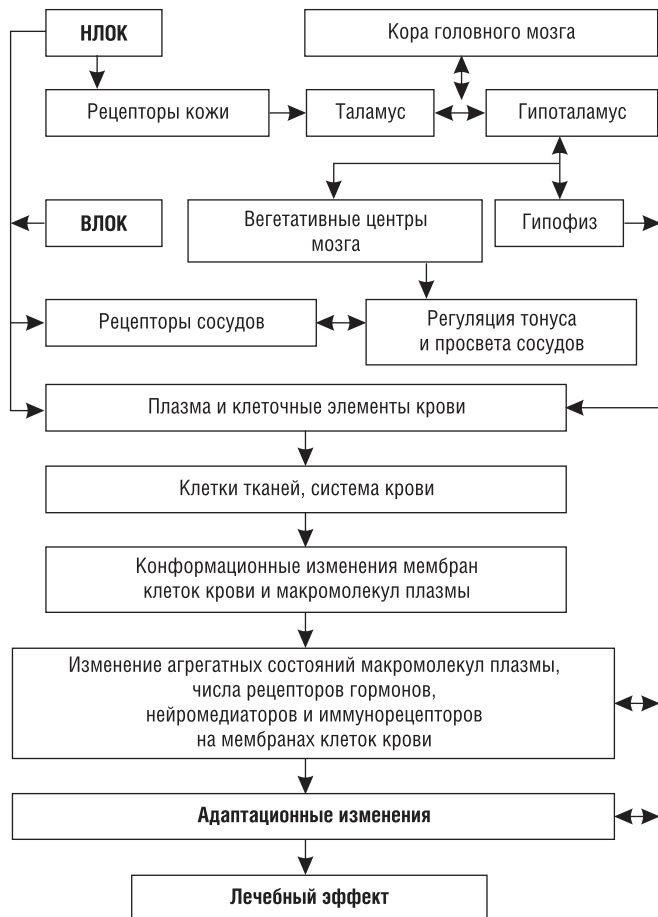 НЛОК
Кора головного мозга
Рецепторы кожи
Таламус
Гипоталамус
ВЛОК
Вегетативные центры
мозга
Гипофиз
Рецепторы сосудов
Регуляция тонуса
и просвета сосудов
Плазма и клеточные элементы крови
Клетки тканей, система крови
Конформационные изменения мембран
клеток крови и макромолекул плазмы
Изменение агрегатных состояний макромолекул плазмы,
числа рецепторов гормонов,
нейромедиаторов и иммунорецепторов
на мембранах клеток крови
Адаптационные изменения
Лечебный эффект